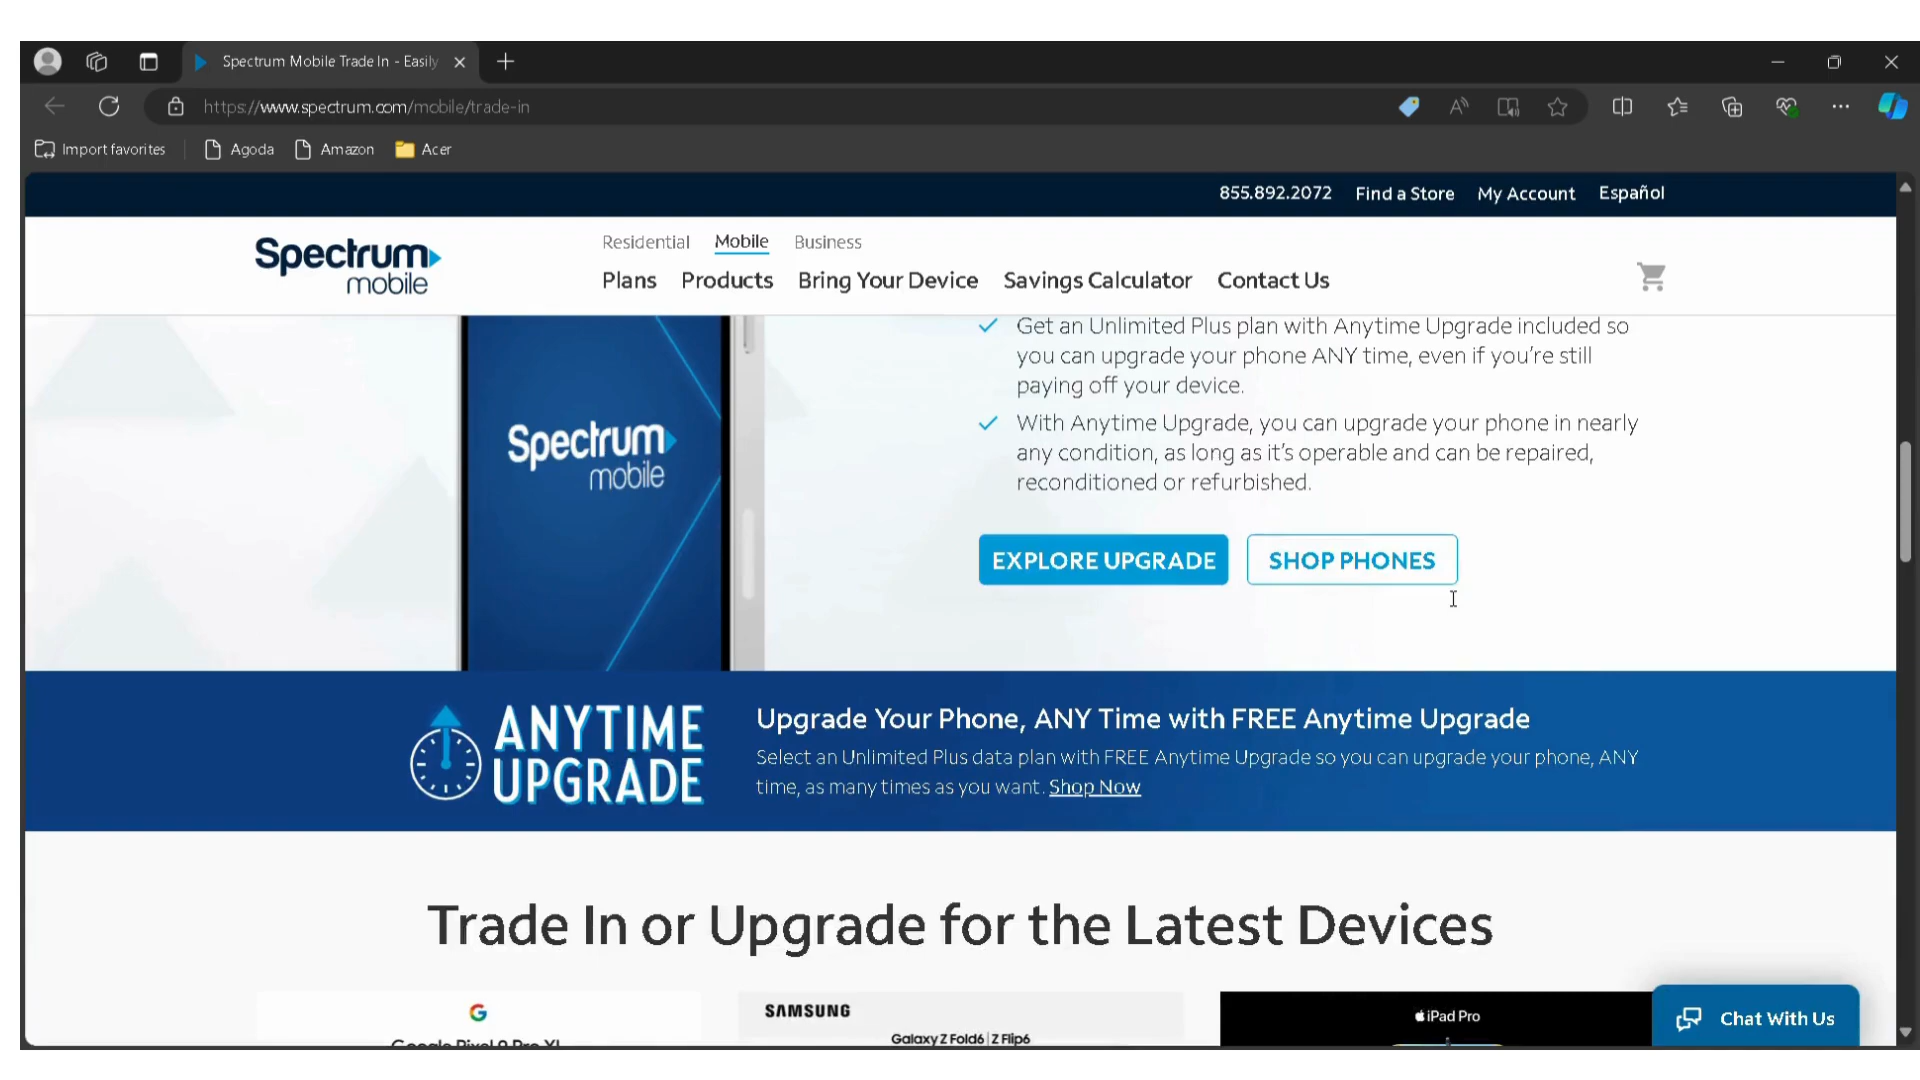 Spectrum Mobile Trade In - Easily
https://www.spectrum.com/mobile/trade-in
Import favorites
Agoda
Amazon
Acer
855.892.2072 Find a Store My Account Español
Spectrum
mobile
Residential Mobile Business
Plans Products Bring Your Device Savings Calculator Contact Us
Get an Unlimited Plus plan with Anytime Upgrade included so
you can upgrade your phone ANY time, even if you're still
paying off your device.
With Anytime Upgrade, you can upgrade your phone in nearly
any condition, as long as it's operable and can be repaired,
reconditioned or refurbished.
Spectrum
mobile
EXPLORE UPGRADE SHOP PHONES
ANYTIME
UPGRADE
Upgrade Your Phone, ANY Time with FREE Anytime Upgrade
Select an Unlimited Plus data plan with FREE Anytime Upgrade so you can upgrade your phone, ANY
time, as many times as you want. Shop Now
Trade In or Upgrade for the Latest Devices
G
Google Pixel 9 Pro XL
SAMSUNG
Galaxy Z Fold6 | Z Flip6
iPad Pro
Chat With Us